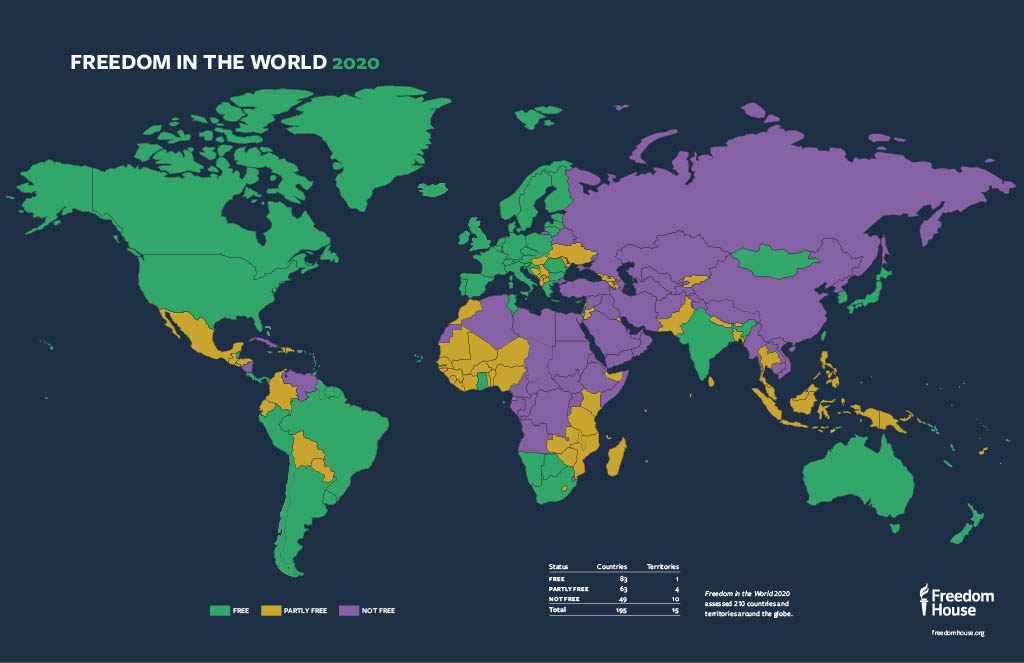 FREEDOM IN THE WORLD 2020
Status Countries Territories
FREE 83 1
PARTLY FREE 63 4
NOT FREE 49 10
Total 195 15
Freedom in the World 2020
assessed 210 countries and
territories around the globe.
FREE PARTLY FREE NOT FREE
Freedom
House
freedomhouse.org